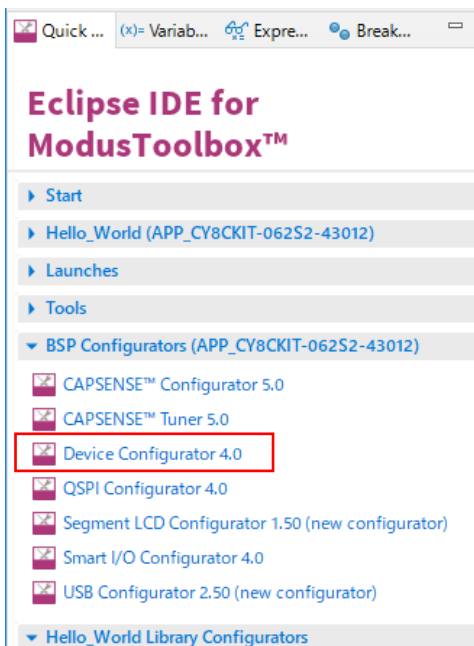 Quick ... (x)= Variab... Expre... Break...
Eclipse IDE for
ModusToolbox™
Start
Hello_World (APP_CY8CKIT-062S2-43012)
Launches
Tools
BSP Configurators (APP_CY8CKIT-062S2-43012)
CAPSENSE™ Configurator 5.0
CAPSENSE™ Tuner 5.0
Device Configurator 4.0
QSPI Configurator 4.0
Segment LCD Configurator 1.50 (new configurator)
Smart I/O Configurator 4.0
USB Configurator 2.50 (new configurator)
Hello_World Library Configurators